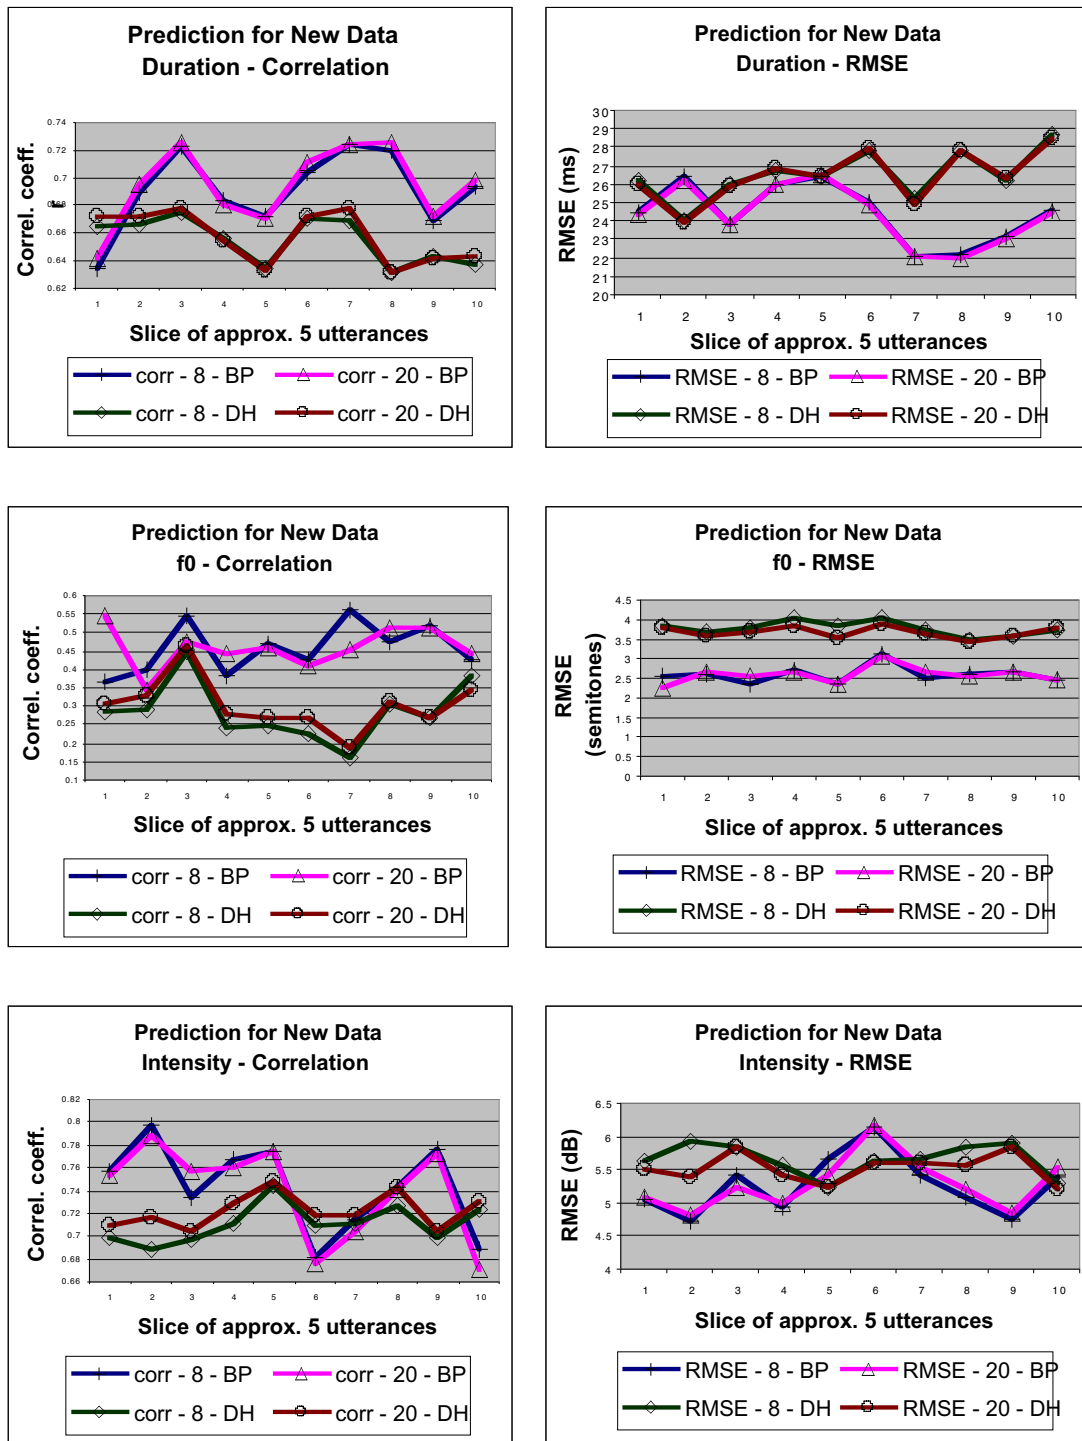 Prediction for New Data
Duration - Correlation
Correl. coeff.
0.74
0.72
0.7
0.68
0.66
0.64
0.62
1 2 3 4 5 6 7 8 9 10
Slice of approx. 5 utterances
corr - 8 - BP corr - 20 - BP
corr - 8 - DH corr - 20 - DH
Prediction for New Data
Duration - RMSE
RMSE (ms)
30
29
28
27
26
25
24
23
22
21
20
1 2 3 4 5 6 7 8 9 10
Slice of approx. 5 utterances
RMSE - 8 - BP RMSE - 20 - BP
RMSE - 8 - DH RMSE - 20 - DH
Prediction for New Data
f0 - Correlation
Correl. coeff.
0.6
0.55
0.5
0.45
0.4
0.35
0.3
0.25
0.2
0.15
0.1
1 2 3 4 5 6 7 8 9 10
Slice of approx. 5 utterances
corr - 8 - BP corr - 20 - BP
corr - 8 - DH corr - 20 - DH
Prediction for New Data
f0 - RMSE
RMSE
(semitones)
4.5
4
3.5
3
2.5
2
1.5
1
0.5
0
1 2 3 4 5 6 7 8 9 10
Slice of approx. 5 utterances
RMSE - 8 - BP RMSE - 20 - BP
RMSE - 8 - DH RMSE - 20 - DH
Prediction for New Data
Intensity - Correlation
Correl. coeff.
0.82
0.8
0.78
0.76
0.74
0.72
0.7
0.68
0.66
1 2 3 4 5 6 7 8 9 10
Slice of approx. 5 utterances
corr - 8 - BP corr - 20 - BP
corr - 8 - DH corr - 20 - DH
Prediction for New Data
Intensity - RMSE
RMSE (dB)
6.5
6
5.5
5
4.5
4
1 2 3 4 5 6 7 8 9 10
Slice of approx. 5 utterances
RMSE - 8 - BP RMSE - 20 - BP
RMSE - 8 - DH RMSE - 20 - DH